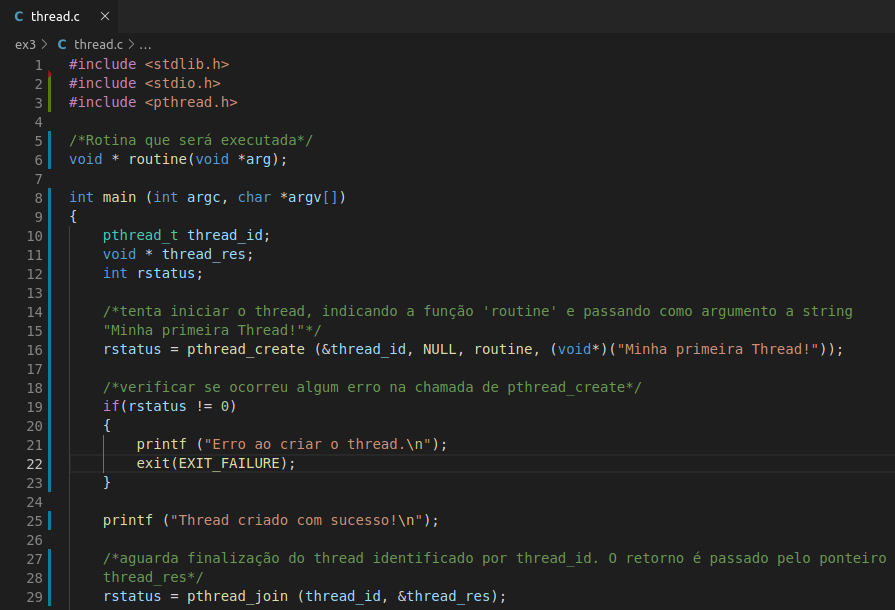 C thread.c ×
ex3 > C thread.c > ...
1 #include <stdlib.h>
2 #include <stdio.h>
3 #include <pthread.h>
4
5 /*Rotina que será executada*/
6 void * routine(void *arg);
7
8 int main (int argc, char *argv[])
9 {
10 pthread_t thread_id;
11 void * thread_res;
12 int rstatus;
13
14 /*tenta iniciar o thread, indicando a função 'routine' e passando como argumento a string
15 "Minha primeira Thread!"*/
16 rstatus = pthread_create (&thread_id, NULL, routine, (void*)("Minha primeira Thread!"));
17
18 /*verificar se ocorreu algum erro na chamada de pthread_create*/
19 if(rstatus != 0)
20 {
21 printf ("Erro ao criar o thread.\n");
22 exit(EXIT_FAILURE);
23 }
24
25 printf ("Thread criado com sucesso!\n");
26
27 /*aguarda finalização do thread identificado por thread_id. O retorno é passado pelo ponteiro
28 thread_res*/
29 rstatus = pthread_join (thread_id, &thread_res);